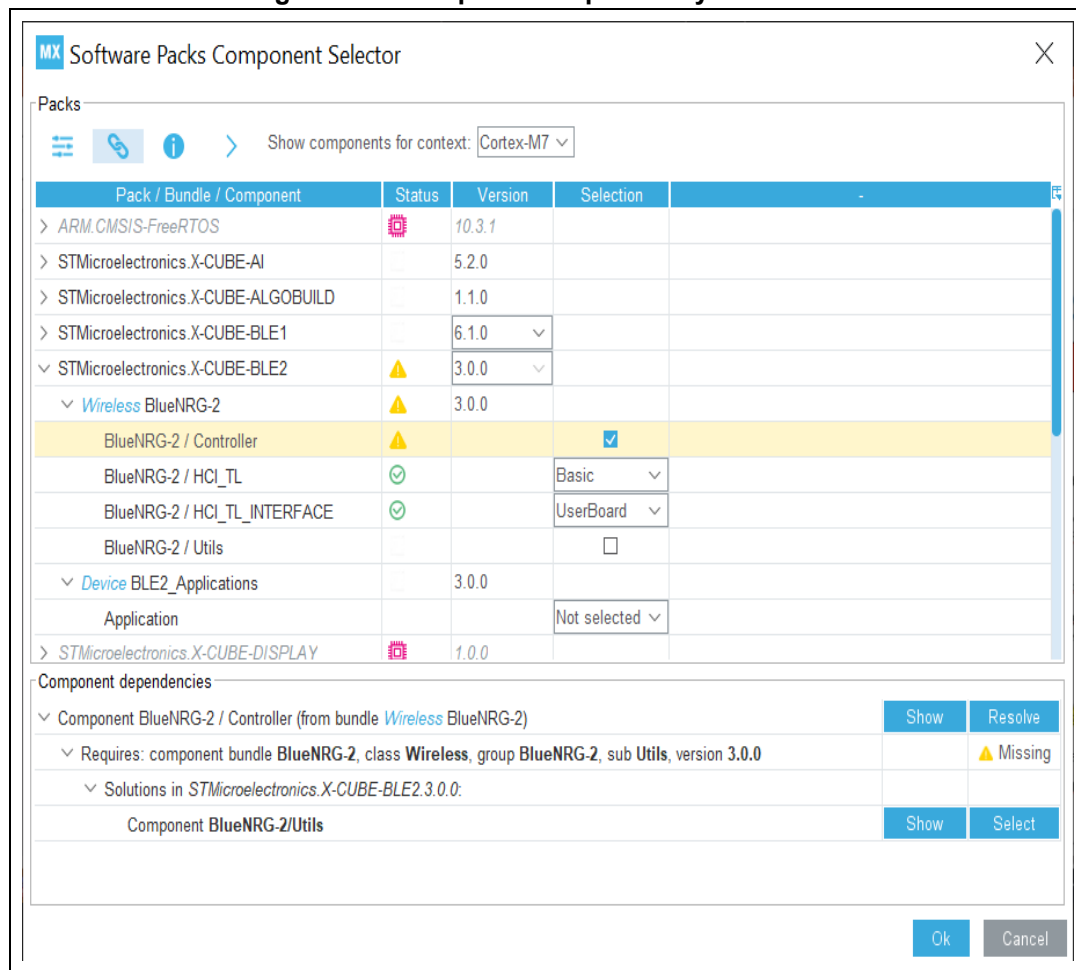 MX Software Packs Component Selector
Packs
Show components for context: Cortex-M7
Pack / Bundle / Component Status Version Selection -
ARM.CMSIS-FreeRTOS 10.3.1
STMicroelectronics.X-CUBE-AI 5.2.0
STMicroelectronics.X-CUBE-ALGOBUILD 1.1.0
STMicroelectronics.X-CUBE-BLE1 6.1.0
STMicroelectronics.X-CUBE-BLE2 3.0.0
Wireless BlueNRG-2 3.0.0
BlueNRG-2 / Controller
BlueNRG-2 / HCI_TL Basic
BlueNRG-2 / HCI_TL_INTERFACE UserBoard
BlueNRG-2 / Utils
Device BLE2_Applications 3.0.0
Application Not selected
STMicroelectronics.X-CUBE-DISPLAY 1.0.0
Component dependencies
Component BlueNRG-2 / Controller (from bundle Wireless BlueNRG-2) Show Resolve
Requires: component bundle BlueNRG-2, class Wireless, group BlueNRG-2, sub Utils, version 3.0.0 Missing
Solutions in STMicroelectronics.X-CUBE-BLE2.3.0.0:
Component BlueNRG-2/Utils Show Select
Ok Cancel